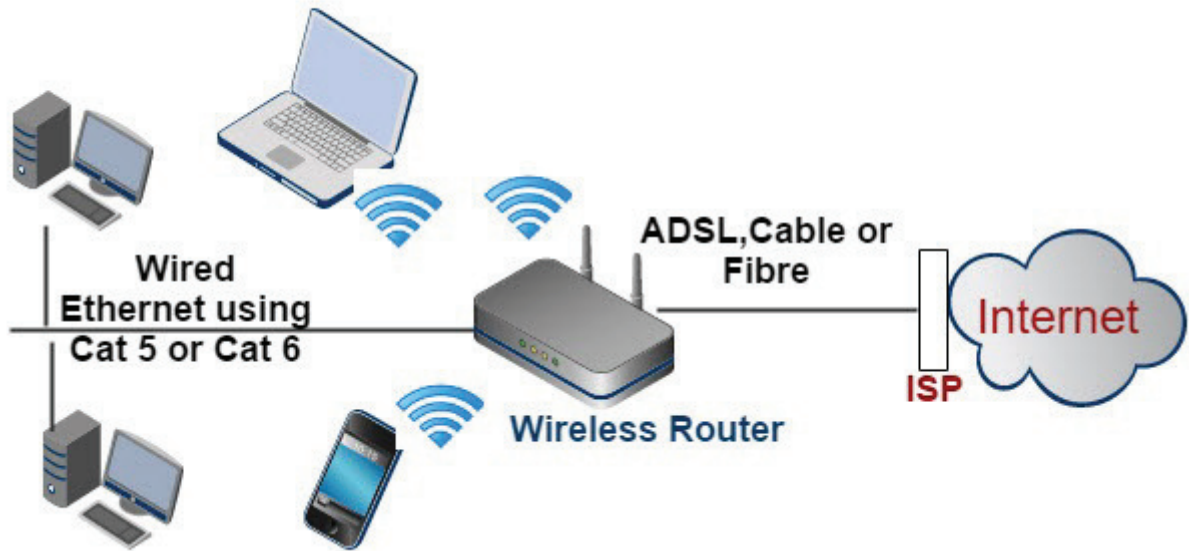 Wired
Ethernet using
Cat 5 or Cat 6
ADSL,Cable or
Fibre
Internet
ISP
Wireless Router